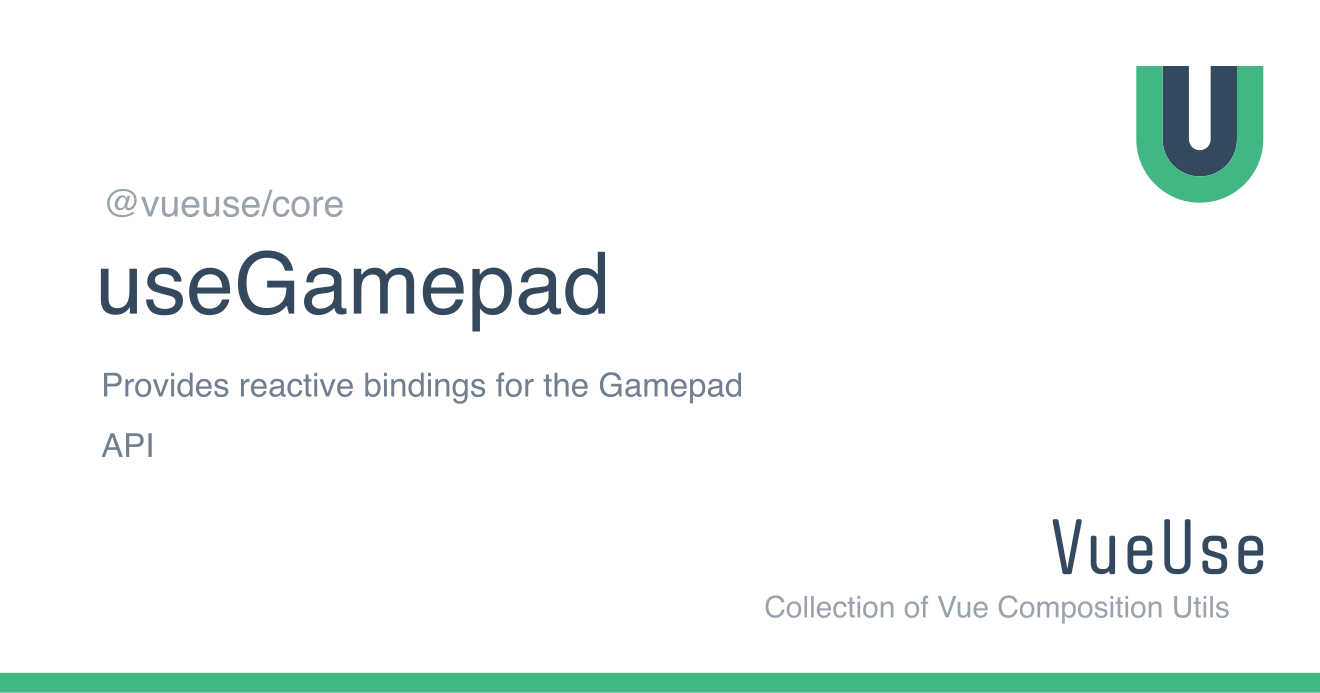 @vueuse/core
useGamepad
Provides reactive bindings for the Gamepad
API
VueUse
Collection of Vue Composition Utils